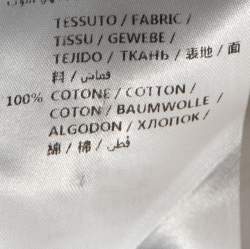 TESSUTO / FABRIC /
TISSU / GEWEBE /
TEJIDO / ТКАНЬ / 表地 / 面
料 / قماش /
100% COTONE / COTTON /
COTON / BAUMWOLLE /
ALGODON / ХЛОПОК /
綿 / 棉 / قطن /